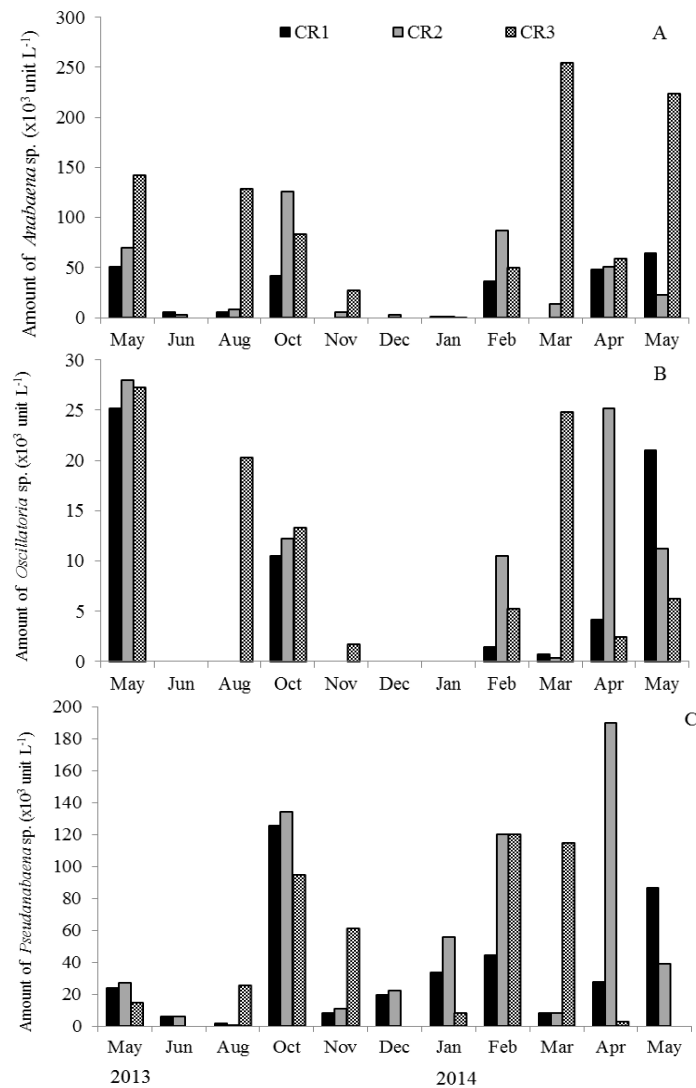 CR1 CR2 CR3 A
Amount of Anabaena sp. (x10³ unit L⁻¹)
300
250
200
150
100
50
0
May Jun Aug Oct Nov Dec Jan Feb Mar Apr May
B
Amount of Oscillatoria sp. (x10³ unit L⁻¹)
30
25
20
15
10
5
0
May Jun Aug Oct Nov Dec Jan Feb Mar Apr May
C
Amount of Pseudanabaena sp. (x10³ unit L⁻¹)
200
180
160
140
120
100
80
60
40
20
0
May Jun Aug Oct Nov Dec Jan Feb Mar Apr May
2013 2014